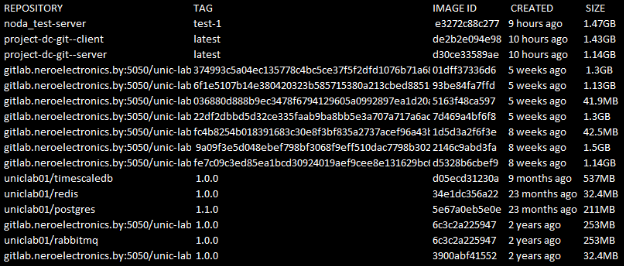 REPOSITORY TAG IMAGE ID CREATED SIZE
noda_test-server test-1 e3272c88c277 9 hours ago 1.47GB
project-dc-git--client latest de2b2e094e98 10 hours ago 1.43GB
project-dc-git--server latest d30ce33589ae 10 hours ago 1.14GB
gitlab.neroelectronics.by:5050/unic-lab 374993c5a04ec135778c4bc5ce37f5f2dfd1076b71a6 01dff37336d6 5 weeks ago 1.3GB
gitlab.neroelectronics.by:5050/unic-lab 6f1e5107b14e380420323b585715380a213cbed8851 93be84fa7ffd 5 weeks ago 1.13GB
gitlab.neroelectronics.by:5050/unic-lab 036880d888b9ec3478f6794129605a0992897ea1d20 5163f48ca597 5 weeks ago 41.9MB
gitlab.neroelectronics.by:5050/unic-lab 22df2dbbd5d32ce335faab9ba8bb5e3a707a717a6a 7d469a4bf6f8 5 weeks ago 1.3GB
gitlab.neroelectronics.by:5050/unic-lab fc4b8254b018391683c30e8f3bf835a2737acef96a43 1d5d3a2f6f3e 8 weeks ago 42.5MB
gitlab.neroelectronics.by:5050/unic-lab 9a09f3e5d048ebef798bf3068f9eff510dac7798b302 2146c9abd3fa 8 weeks ago 1.5GB
gitlab.neroelectronics.by:5050/unic-lab fe7c09c3ed85ea1bcd30924019aef9cee8e131629bc d5328b6cbef9 8 weeks ago 1.14GB
uniclab01/timescaledb 1.0.0 d05ecd31230a 9 months ago 537MB
uniclab01/redis 1.0.0 34e1dc356a22 23 months ago 32.4MB
uniclab01/postgres 1.1.0 5e67a0eb5e0e 23 months ago 211MB
gitlab.neroelectronics.by:5050/unic-lab 1.0.0 6c3c2a225947 2 years ago 253MB
uniclab01/rabbitmq 1.0.0 6c3c2a225947 2 years ago 253MB
gitlab.neroelectronics.by:5050/unic-lab 1.0.0 3900abf41552 2 years ago 32.4MB